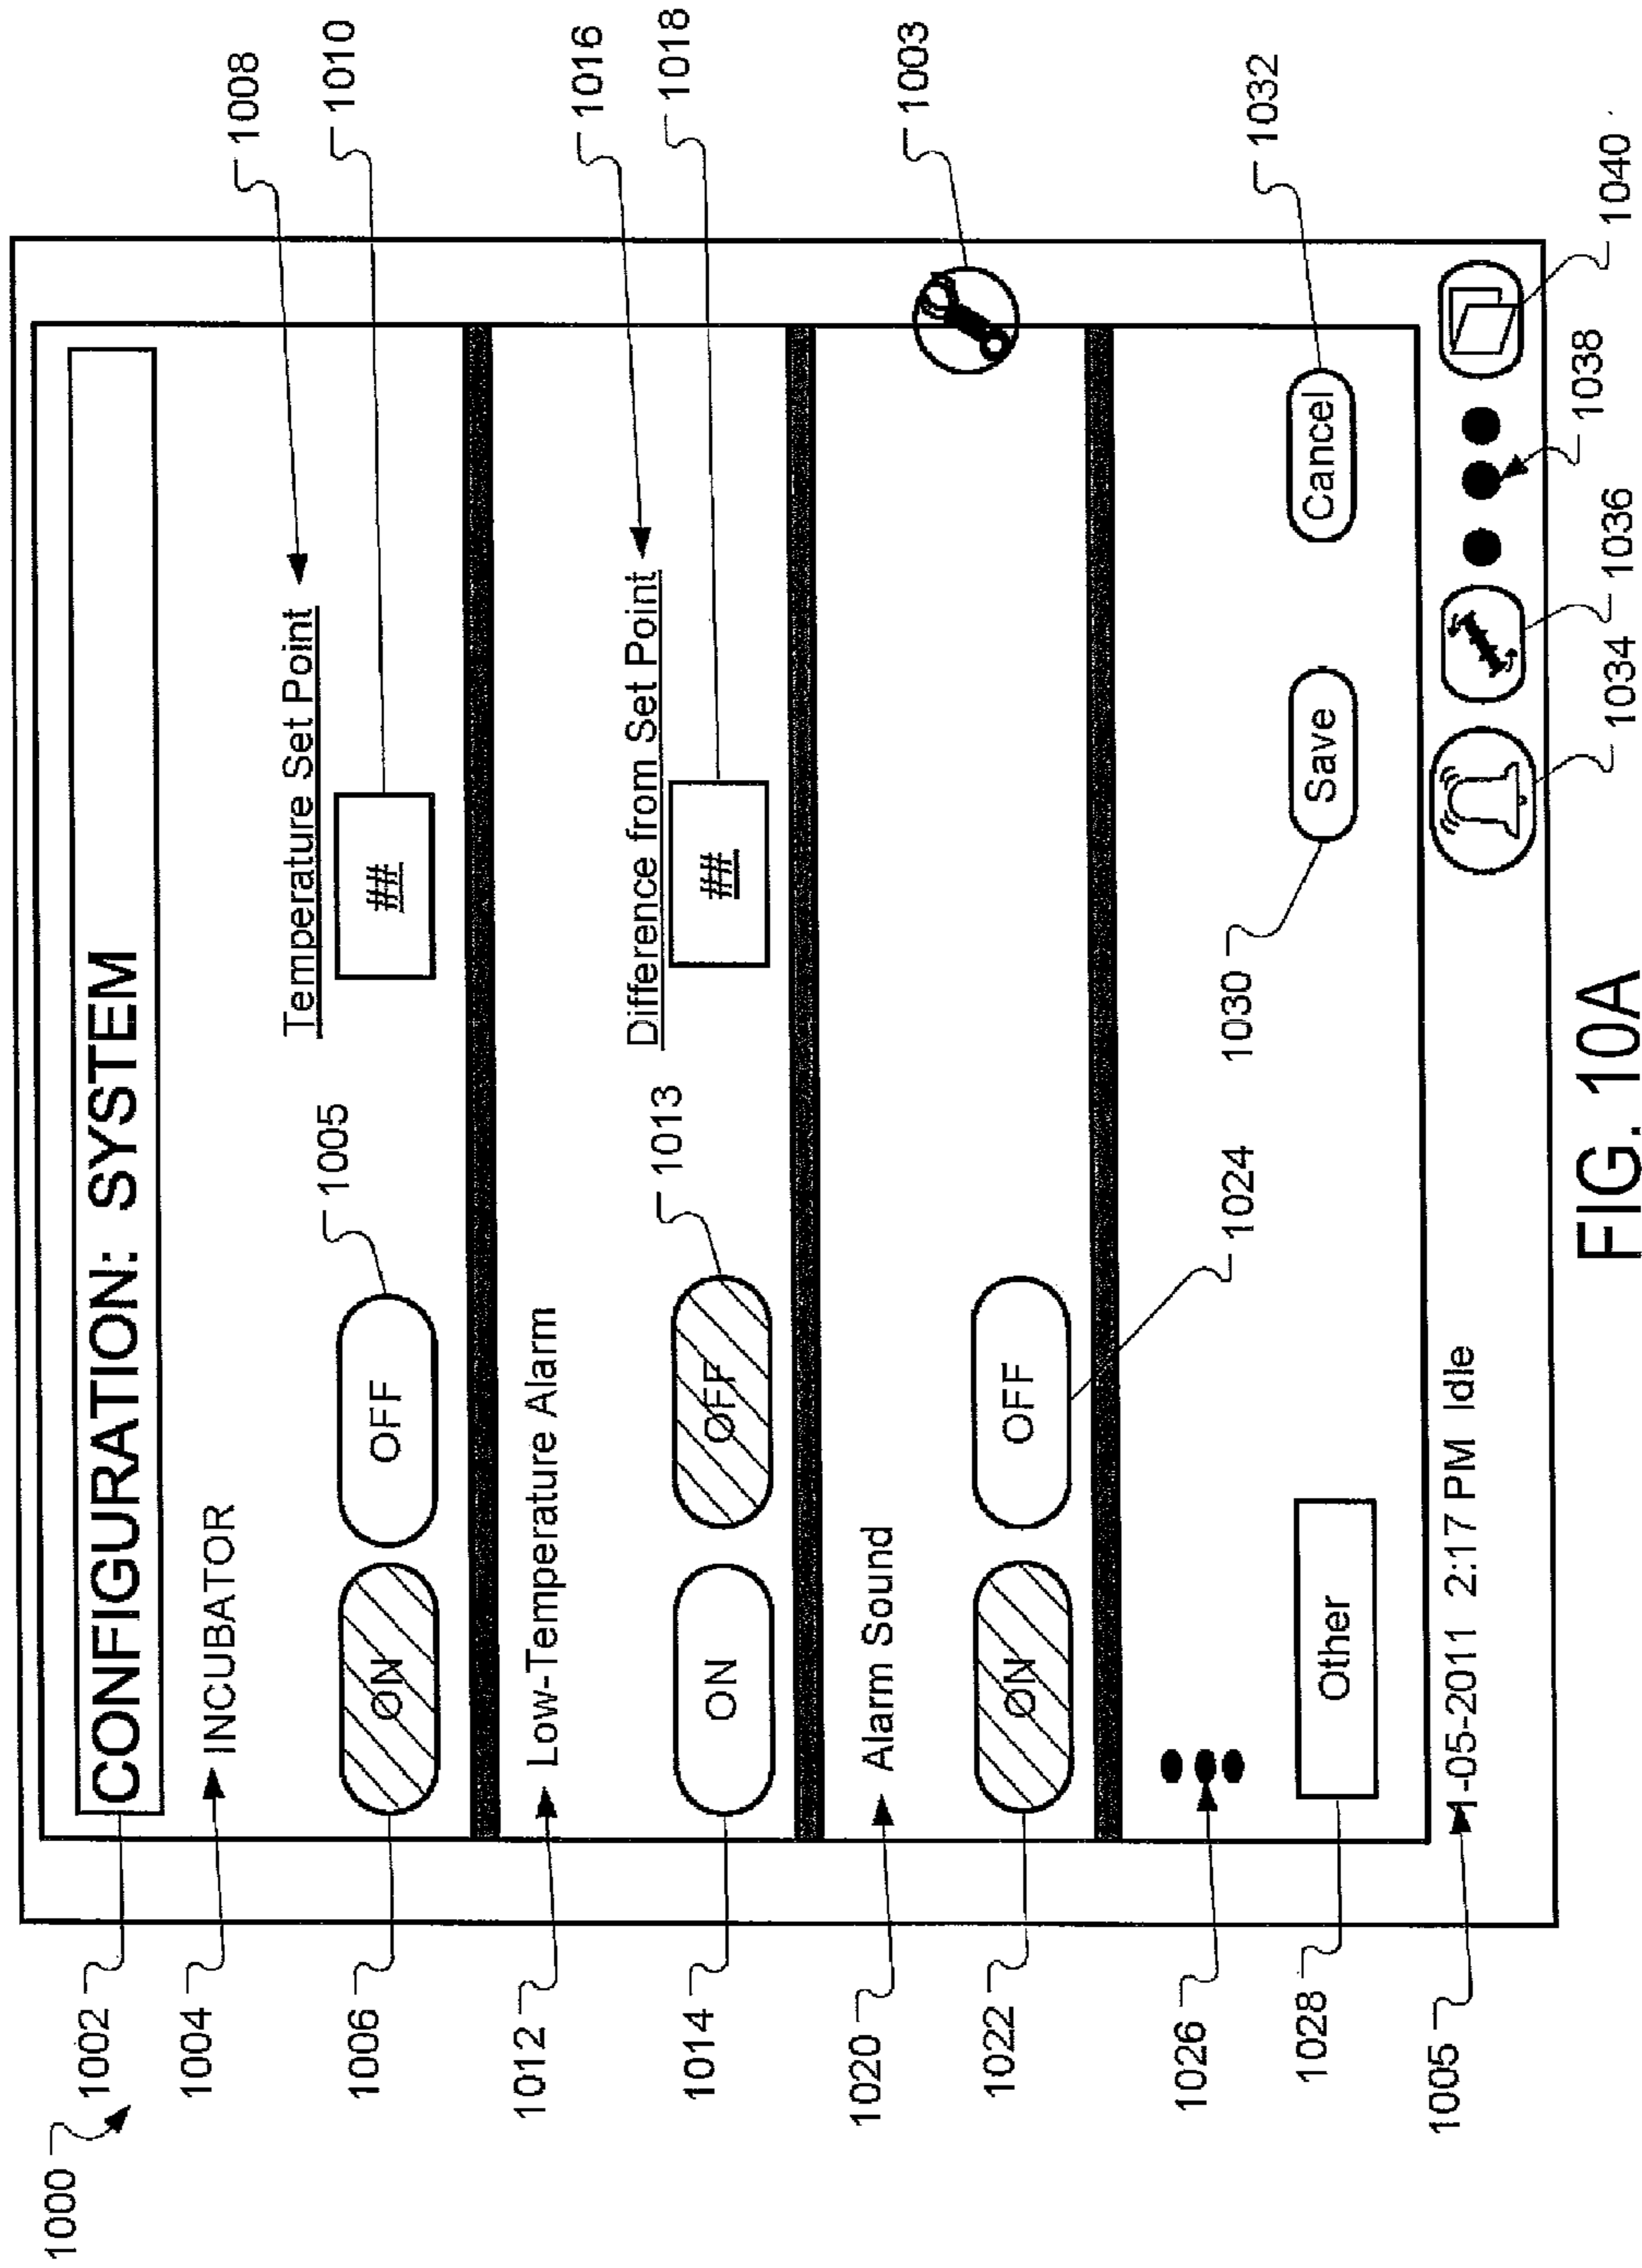 1000
1002
CONFIGURATION: SYSTEM
1004
INCUBATOR
1008
Temperature Set Point
1010
1005
1006
ON
OFF
##
1012
Low-Temperature Alarm
1016
Difference from Set Point
1018
1013
1014
ON
OFF
##
1020
Alarm Sound
1003
1022
ON
OFF
1024
1026
1030
1032
1028
Other
Save
Cancel
1005
1-05-2011 2:17 PM Idle
1034
1036
1038
1040
FIG. 10A